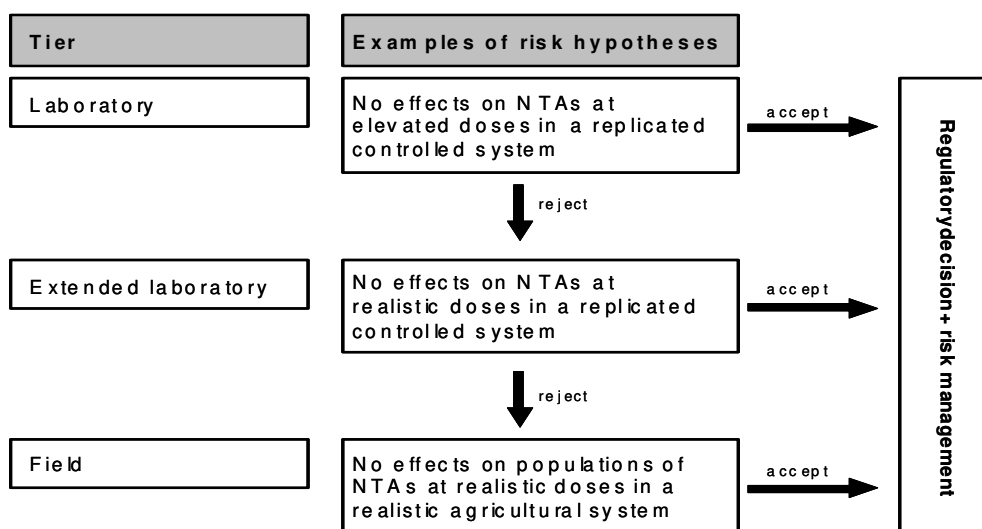 Tier
Examples of risk hypotheses
Laboratory
No effects on NTAs at
elevated doses in a replicated
controlled system
accept
reject
Extended laboratory
No effects on NTAs at
realistic doses in a replicated
controlled system
accept
reject
Field
No effects on populations of
NTAs at realistic doses in a
realistic agricultural system
accept
Regulatorydecision+ risk management